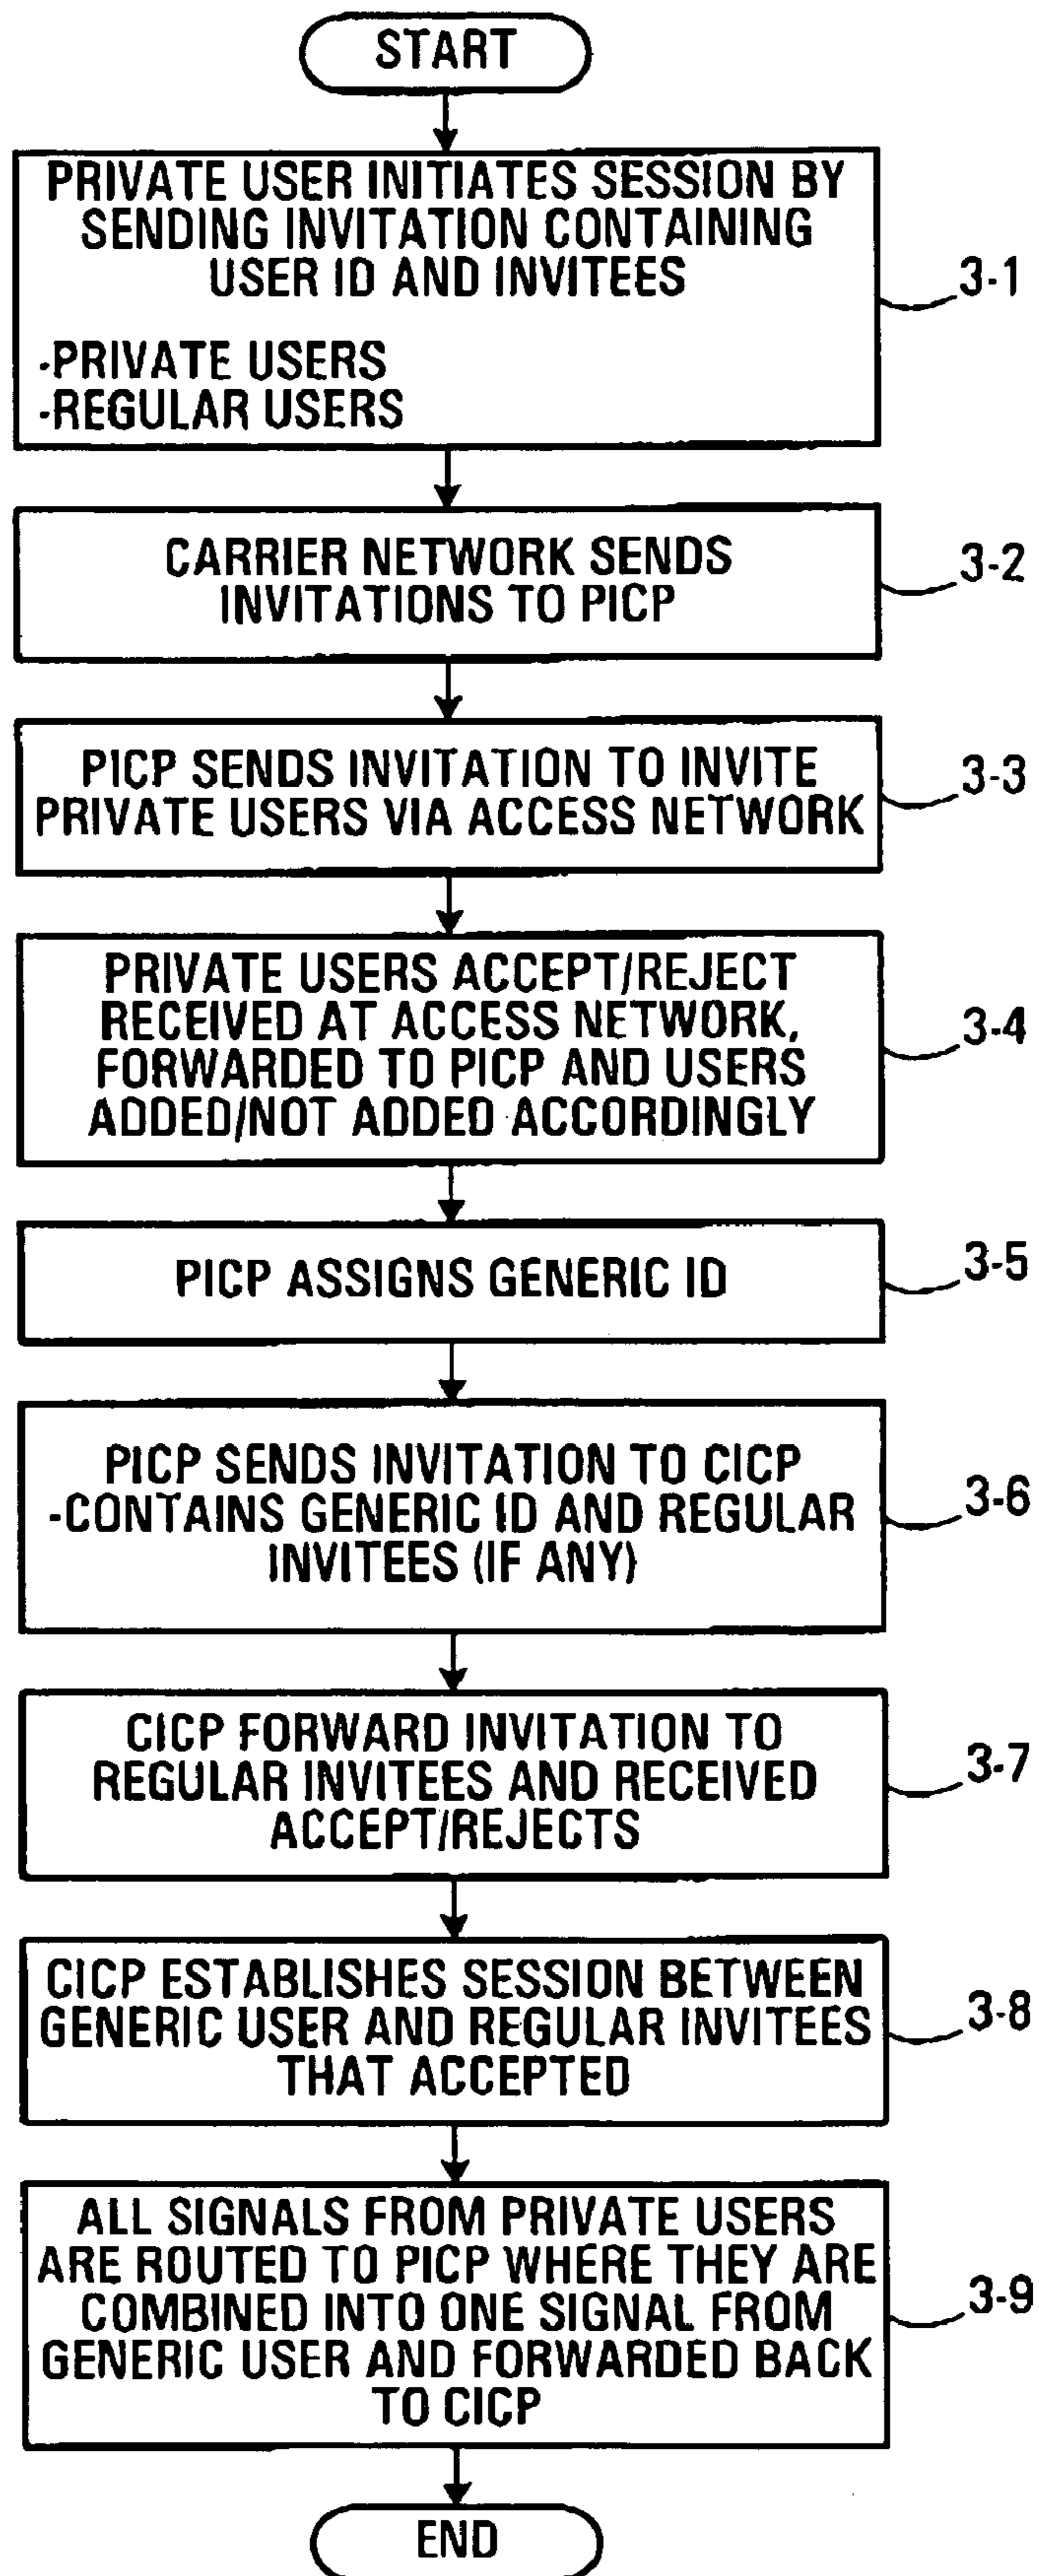 START
PRIVATE USER INITIATES SESSION BY
SENDING INVITATION CONTAINING
USER ID AND INVITEES
-PRIVATE USERS
-REGULAR USERS
3-1
CARRIER NETWORK SENDS
INVITATIONS TO PICP
3-2
PICP SENDS INVITATION TO INVITE
PRIVATE USERS VIA ACCESS NETWORK
3-3
PRIVATE USERS ACCEPT/REJECT
RECEIVED AT ACCESS NETWORK,
FORWARDED TO PICP AND USERS
ADDED/NOT ADDED ACCORDINGLY
3-4
PICP ASSIGNS GENERIC ID
3-5
PICP SENDS INVITATION TO CICP
-CONTAINS GENERIC ID AND REGULAR
INVITEES (IF ANY)
3-6
CICP FORWARD INVITATION TO
REGULAR INVITEES AND RECEIVED
ACCEPT/REJECTS
3-7
CICP ESTABLISHES SESSION BETWEEN
GENERIC USER AND REGULAR INVITEES
THAT ACCEPTED
3-8
ALL SIGNALS FROM PRIVATE USERS
ARE ROUTED TO PICP WHERE THEY ARE
COMBINED INTO ONE SIGNAL FROM
GENERIC USER AND FORWARDED BACK
TO CICP
3-9
END